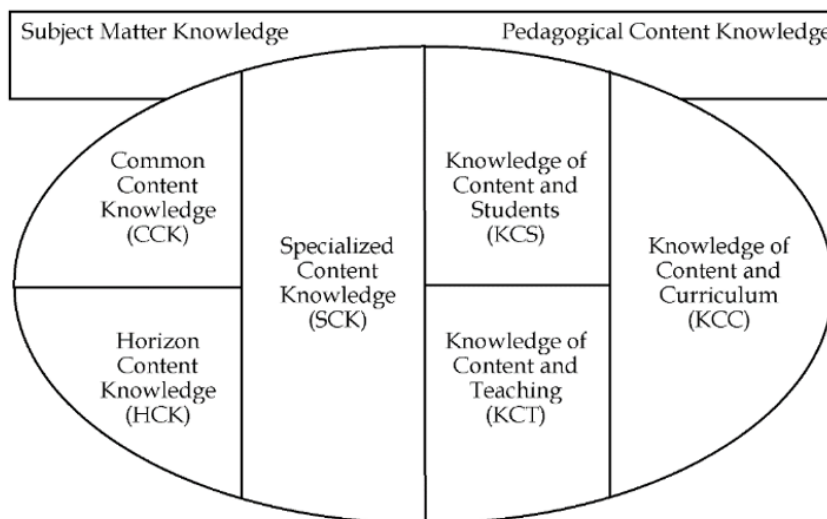 Subject Matter Knowledge
Pedagogical Content Knowledge
Common
Content
Knowledge
(CCK)
Horizon
Content
Knowledge
(HCK)
Specialized
Content
Knowledge
(SCK)
Knowledge of
Content and
Students
(KCS)
Knowledge of
Content and
Teaching
(KCT)
Knowledge of
Content and
Curriculum
(KCC)